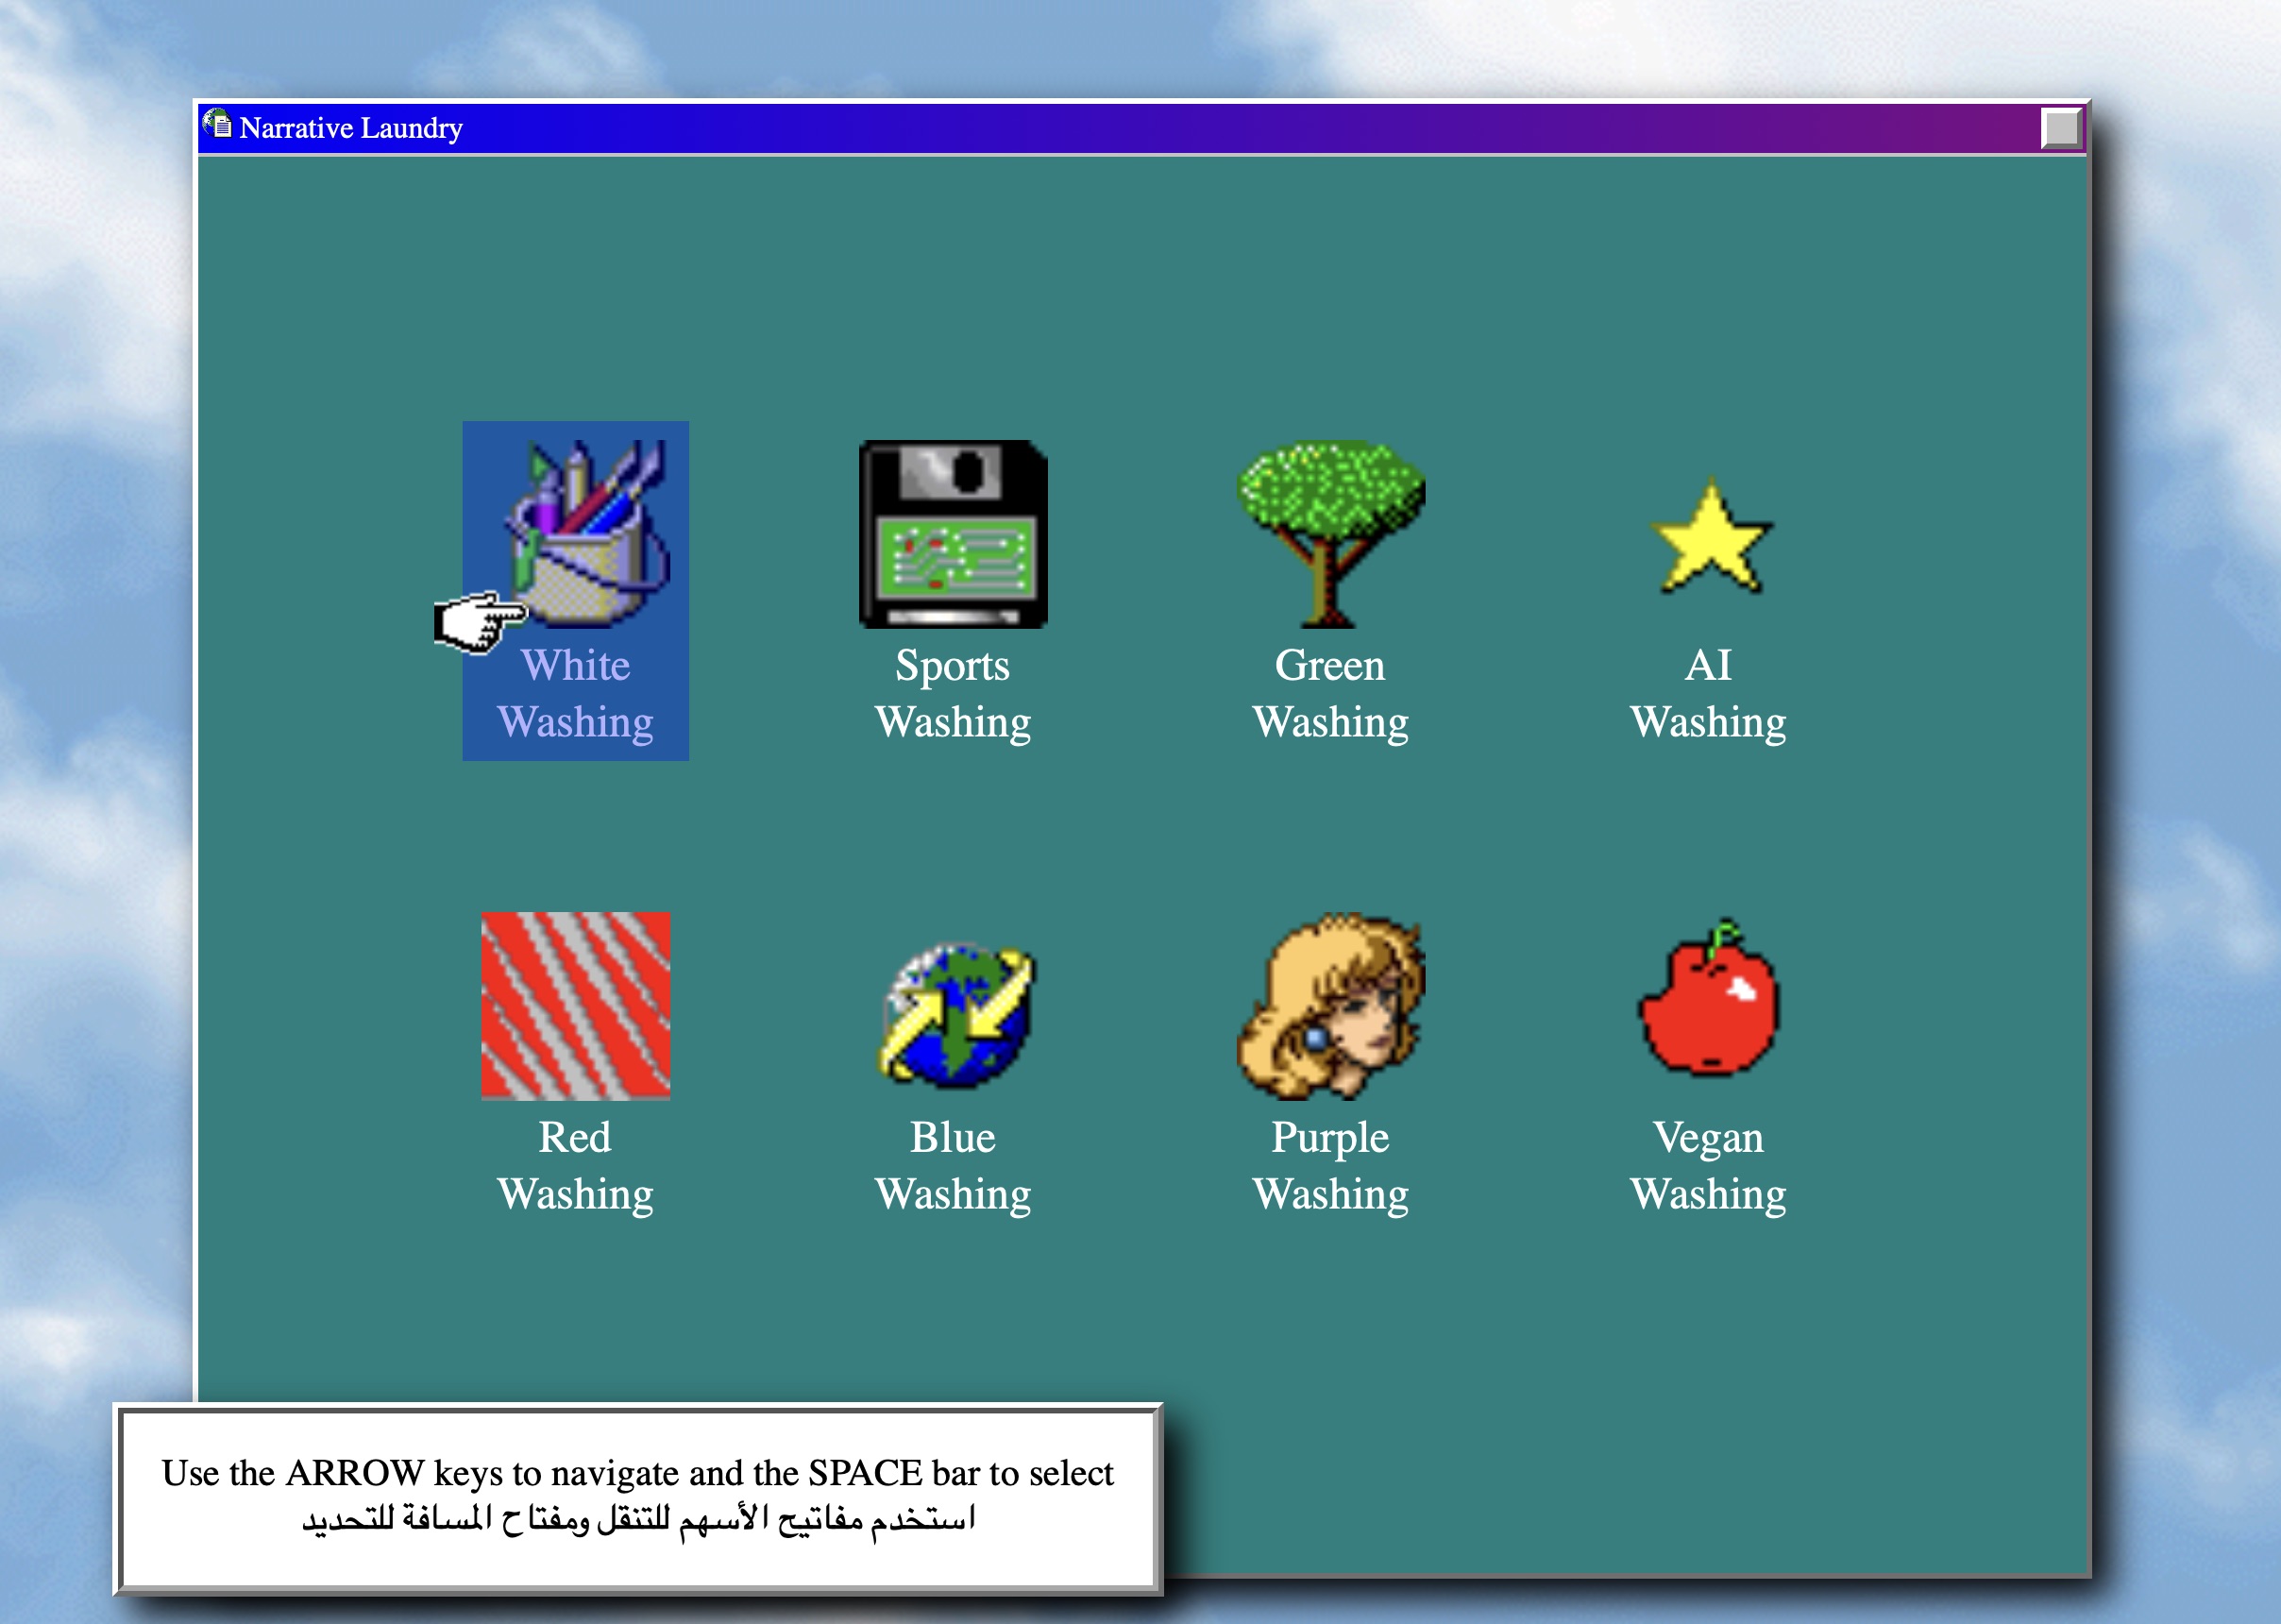 Narrative Laundry
White
Washing
Sports
Washing
Green
Washing
AI
Washing
Red
Washing
Blue
Washing
Purple
Washing
Vegan
Washing
Use the ARROW keys to navigate and the SPACE bar to select
استخدم مفاتيح الأسهم للتنقل ومفتاح المسافة للتحديد